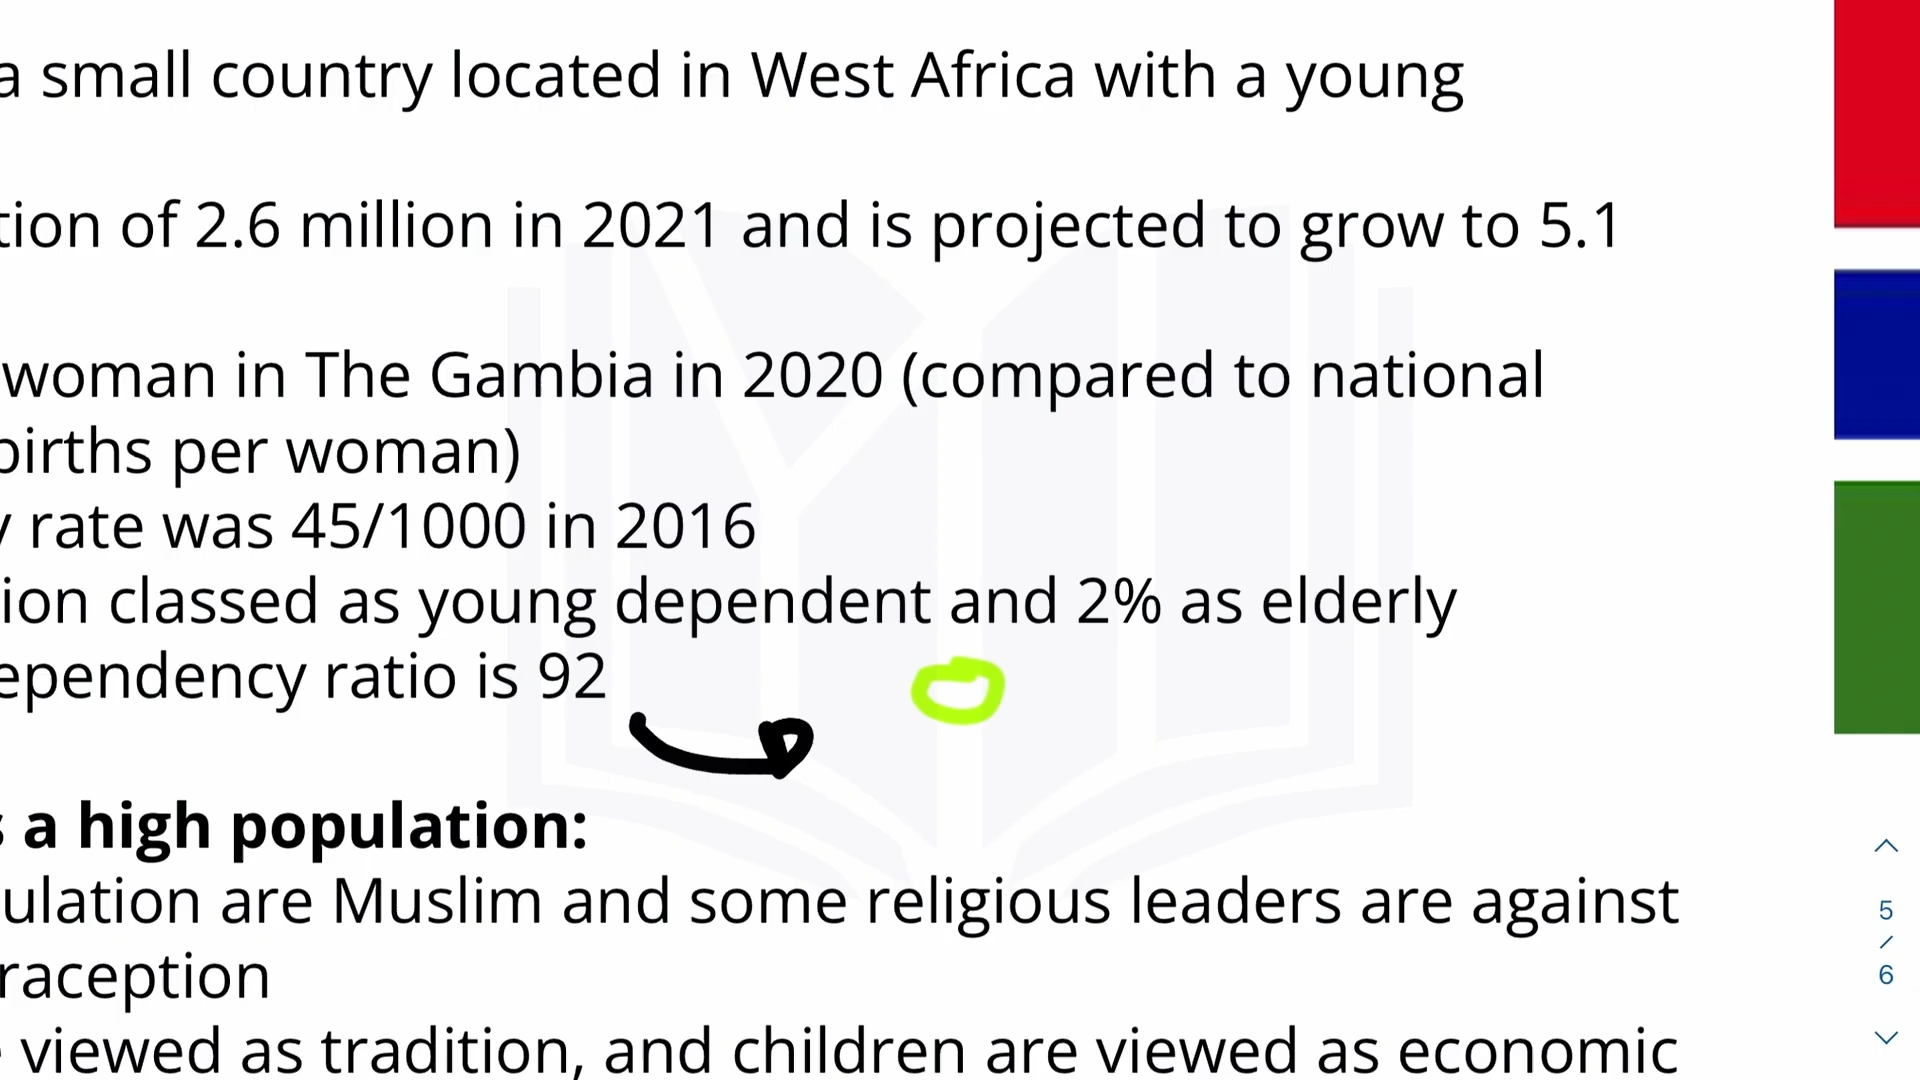 a small country located in West Africa with a young
tion of 2.6 million in 2021 and is projected to grow to 5.1
woman in The Gambia in 2020 (compared to national
births per woman)
y rate was 45/1000 in 2016
ion classed as young dependent and 2% as elderly
ependency ratio is 92
s a high population:
ulation are Muslim and some religious leaders are against
raception
viewed as tradition, and children are viewed as economic
5
/
6